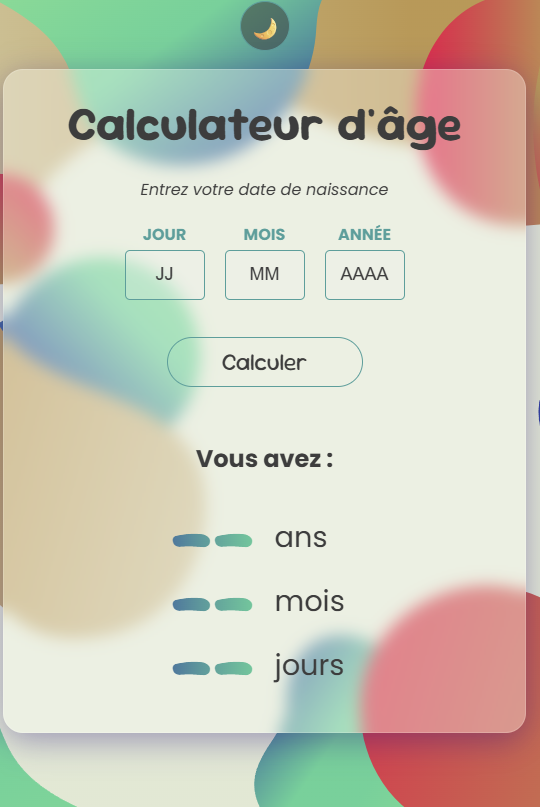 Calculateur d'âge
Entrez votre date de naissance
JOUR MOIS ANNÉE
JJ MM AAAA
Calculer
Vous avez :
-- ans
-- mois
-- jours